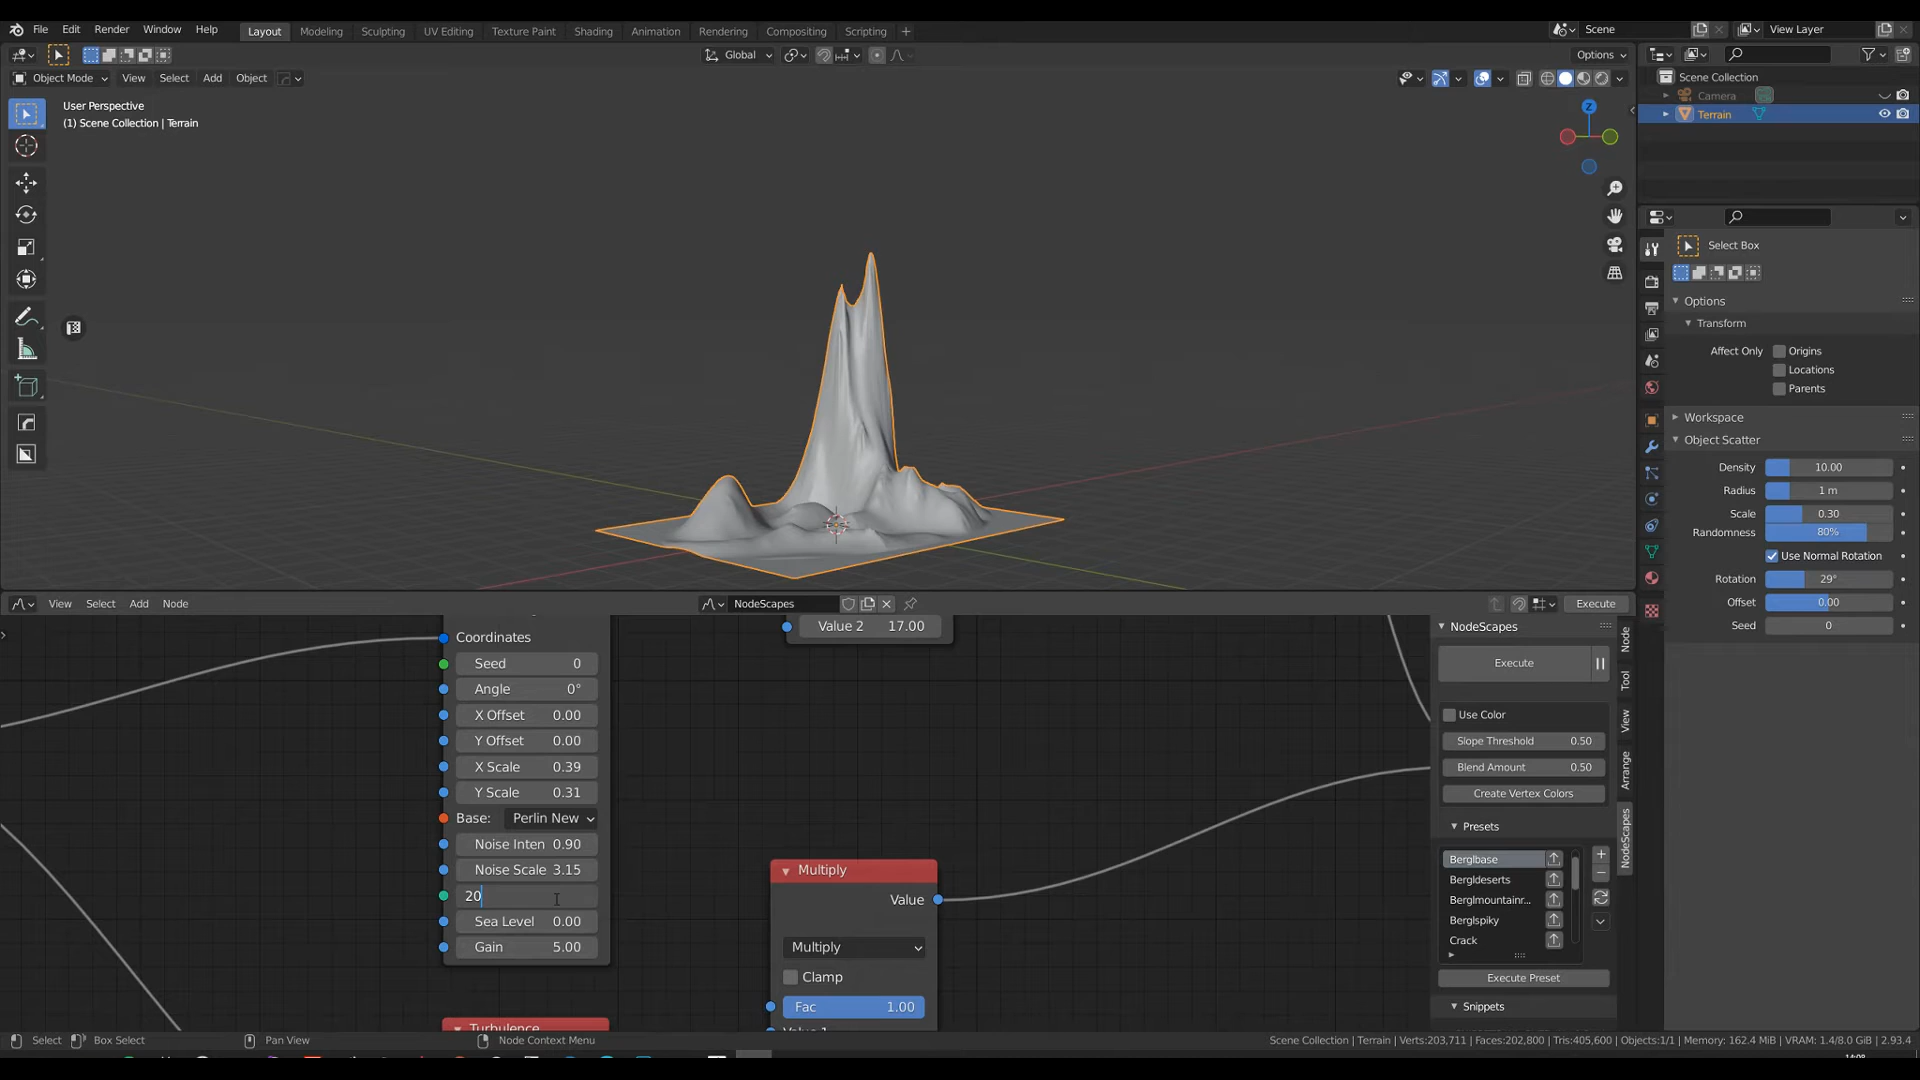 File Edit Render Window Help Layout Modeling Sculpting UV Editing Texture Paint Shading Animation Rendering Compositing Scripting + Scene View Layer
Global Options
Object Mode View Select Add Object
User Perspective
(1) Scene Collection | Terrain
Z
Scene Collection
Camera
Terrain
Select Box
Options
Transform
Affect Only Origins
Locations
Parents
Workspace
Object Scatter
Density 10.00
Radius 1 m
Scale 0.30
Randomness 80%
Use Normal Rotation
Rotation 29°
Offset 0.00
Seed 0
View Select Add Node NodeScapes Execute
Coordinates
Seed 0
Angle 0°
X Offset 0.00
Y Offset 0.00
X Scale 0.39
Y Scale 0.31
Base: Perlin New
Noise Inten 0.90
Noise Scale 3.15
20
Sea Level 0.00
Gain 5.00
Turbulence
Value 2 17.00
Multiply
Value
Multiply
Clamp
Fac 1.00
NodeScapes
Execute
Use Color
Slope Threshold 0.50
Blend Amount 0.50
Create Vertex Colors
Presets
Berglbase
Bergldeserts
Berglmountainr...
Berglspiky
Crack
Execute Preset
Snippets
Node
Tool
View
Arrange
NodeScapes
Select Box Select Pan View Node Context Menu Scene Collection | Terrain | Verts:203,711 | Faces:202,800 | Tris:405,600 | Objects:1/1 | Memory: 162.4 MiB | VRAM: 1.4/8.0 GiB | 2.93.4